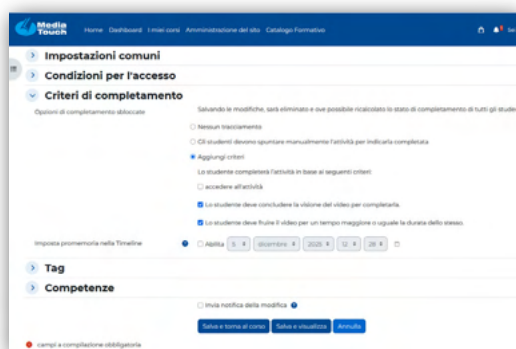 Media Touch
Home Dashboard I miei corsi Amministrazione del sito Catalogo Formativo
Impostazioni comuni
Condizioni per l'accesso
Criteri di completamento
Opzioni di completamento sbloccate
Salvando le modifiche, sarà eliminato e ove possibile ricalcolato lo stato di completamento di tutti gli
Nessun tracciamento
Gli studenti devono spuntare manualmente l'attività per indicarla completata
Aggiungi criteri
Lo studente completerà l'attività in base ai seguenti criteri:
accedere all'attività
Lo studente deve concludere la visione del video per completarla.
Lo studente deve fruire il video per un tempo maggiore o uguale la durata dello stesso.
Imposta promemoria nella Timeline
Abilita 5 dicembre 2025 12 28
Tag
Competenze
Invia notifica della modifica
Salva e torna al corso Salva e visualizza Annulla
campi a compilazione obbligatoria